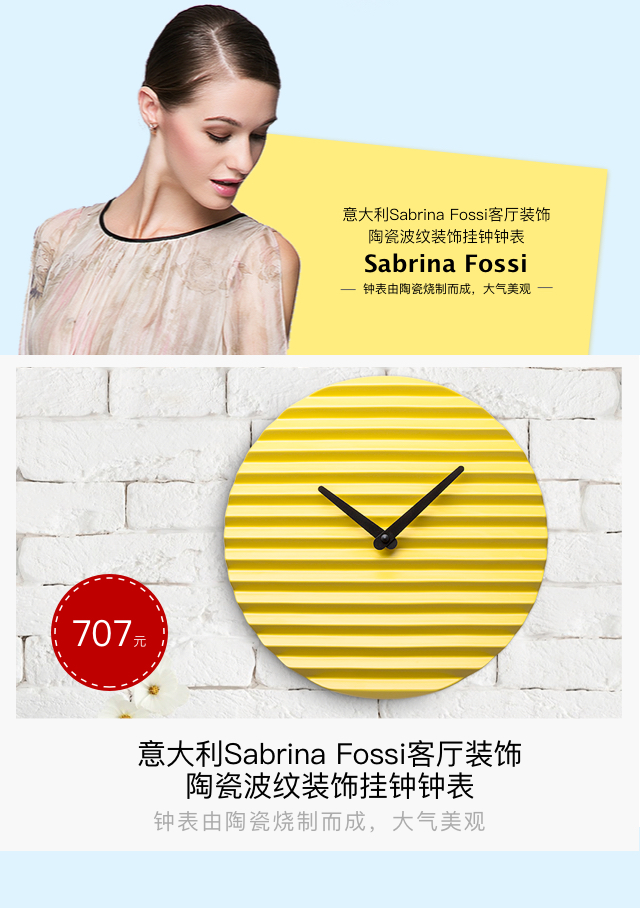 意大利Sabrina Fossi客厅装饰
陶瓷波纹装饰挂钟钟表
Sabrina Fossi
钟表由陶瓷烧制而成，大气美观
707元
意大利Sabrina Fossi客厅装饰
陶瓷波纹装饰挂钟钟表
钟表由陶瓷烧制而成，大气美观